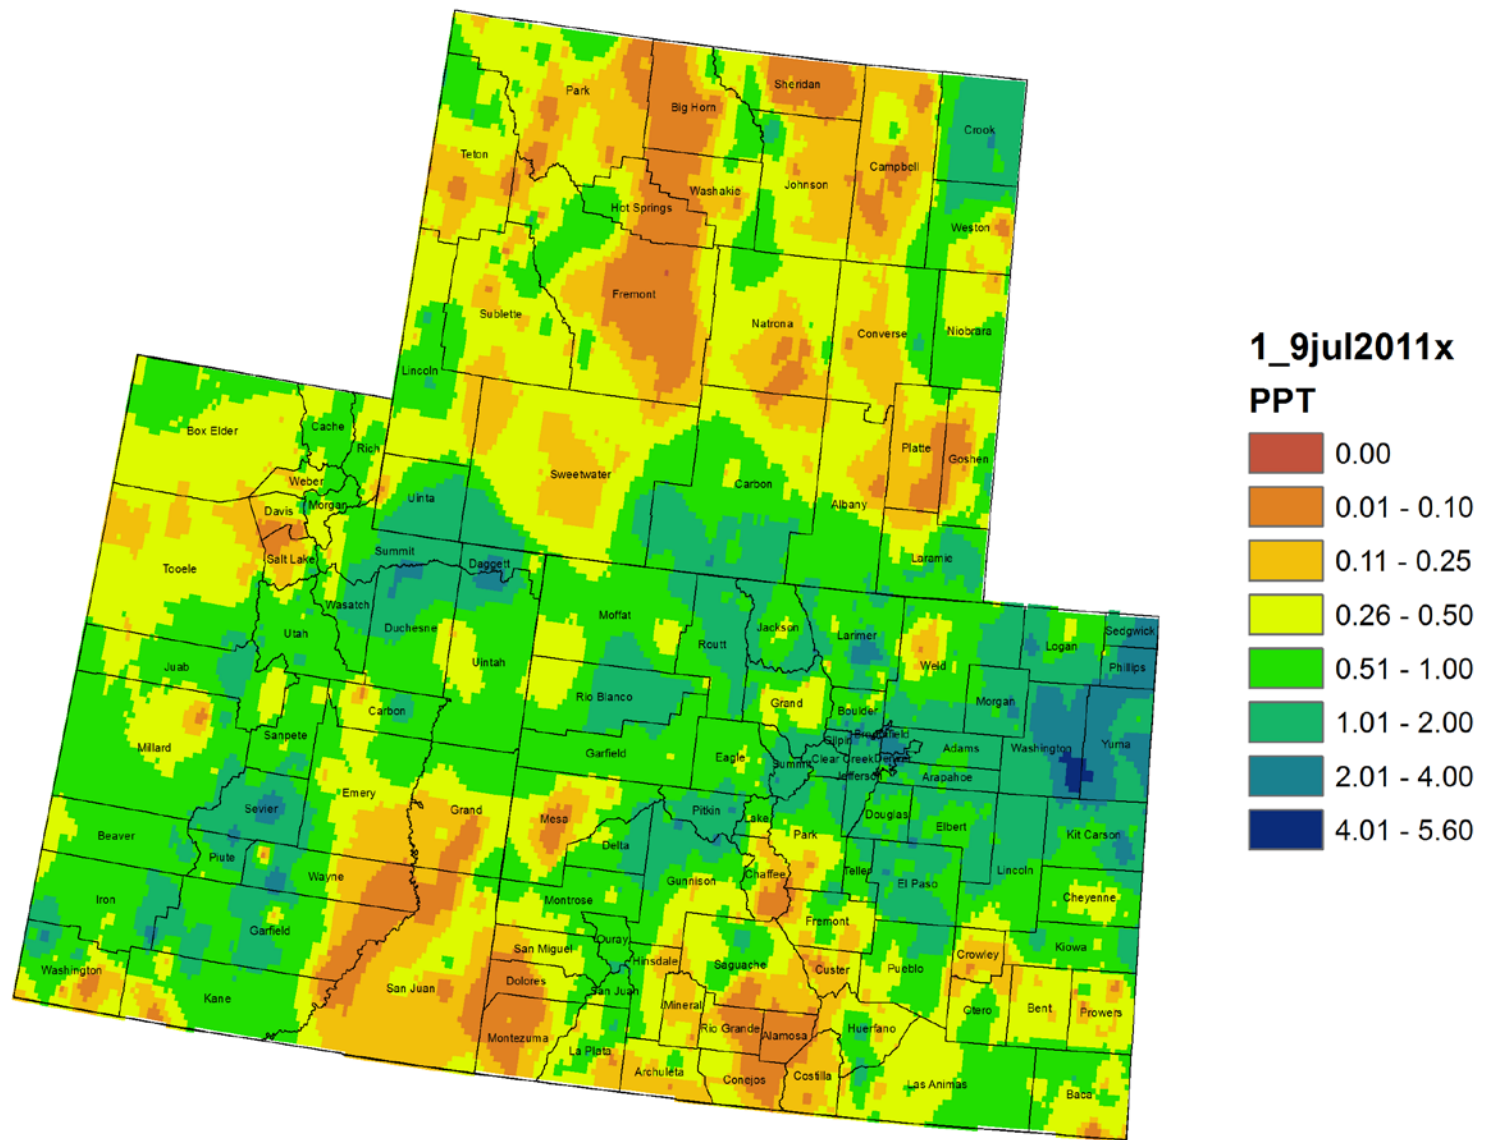 Sheridan
Park
Big Horn
Crook
Teton
Campbell
Johnson
Washakie
Hot Springs
Weston
Fremont
Sublette
Natrona
Converse
Niobrara
Lincoln
Platte
Goshen
Sweetwater
Carbon
Uinta
Albany
Laramie
1_9jul2011x
PPT
0.00
0.01 - 0.10
0.11 - 0.25
0.26 - 0.50
0.51 - 1.00
1.01 - 2.00
2.01 - 4.00
4.01 - 5.60
Box Elder
Cache
Rich
Weber
Davis
Morgan
Salt Lake
Summit
Daggett
Tooele
Wasatch
Utah
Duchesne
Uintah
Juab
Carbon
Sanpete
Millard
Emery
Grand
Sevier
Beaver
Piute
Wayne
Iron
Garfield
Washington
Kane
San Juan
Moffat
Routt
Jackson
Larimer
Weld
Logan
Sedgwick
Phillips
Rio Blanco
Grand
Boulder
Morgan
Washington
Yuma
Gilpin
Broomfield
Adams
Garfield
Eagle
Summit
Clear Creek
Denver
Jefferson
Arapahoe
Mesa
Pitkin
Lake
Park
Douglas
Elbert
Kit Carson
Delta
Gunnison
Chaffee
Teller
El Paso
Lincoln
Cheyenne
Montrose
Fremont
Ouray
San Miguel
Hinsdale
Saguache
Custer
Pueblo
Crowley
Kiowa
Dolores
San Juan
Mineral
Rio Grande
Alamosa
Huerfano
Otero
Bent
Prowers
Montezuma
La Plata
Archuleta
Conejos
Costilla
Las Animas
Baca